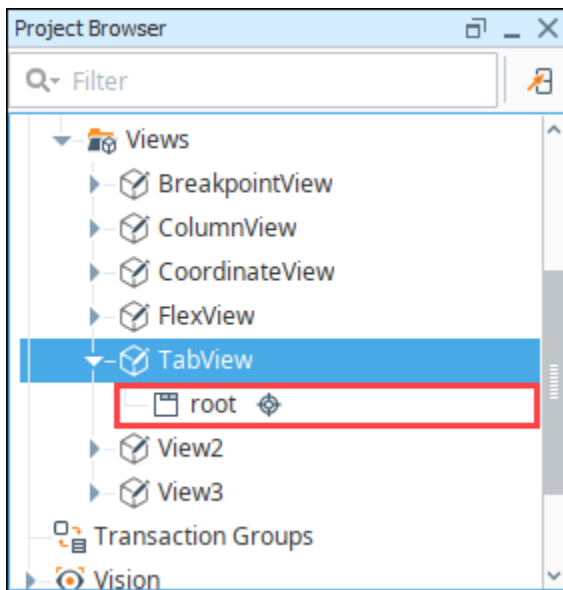 Project Browser
Filter
Views
BreakpointView
ColumnView
CoordinateView
FlexView
TabView
root
View2
View3
Transaction Groups
Vision